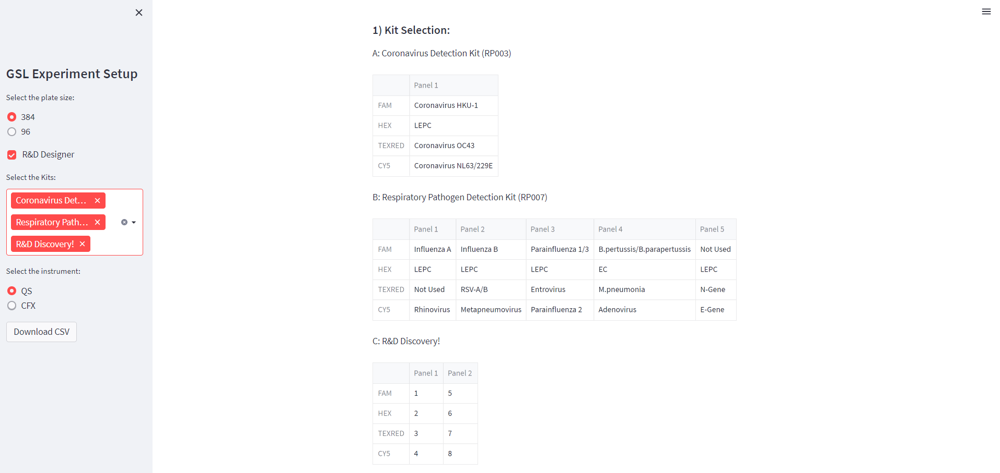 GSL Experiment Setup
Select the plate size:
384
96
R&D Designer
Select the Kits:
Coronavirus Det...
Respiratory Path...
R&D Discovery!
Select the instrument:
QS
CFX
Download CSV
1) Kit Selection:
A: Coronavirus Detection Kit (RP003)
Panel 1
FAM Coronavirus HKU-1
HEX LEPC
TEXRED Coronavirus OC43
CY5 Coronavirus NL63/229E
B: Respiratory Pathogen Detection Kit (RP007)
Panel 1 Panel 2 Panel 3 Panel 4 Panel 5
FAM Influenza A Influenza B Parainfluenza 1/3 B.pertussis/B.parapertussis Not Used
HEX LEPC LEPC LEPC EC LEPC
TEXRED Not Used RSV-A/B Entrovirus M.pneumonia N-Gene
CY5 Rhinovirus Metapneumovirus Parainfluenza 2 Adenovirus E-Gene
C: R&D Discovery!
Panel 1 Panel 2
FAM 1 5
HEX 2 6
TEXRED 3 7
CY5 4 8